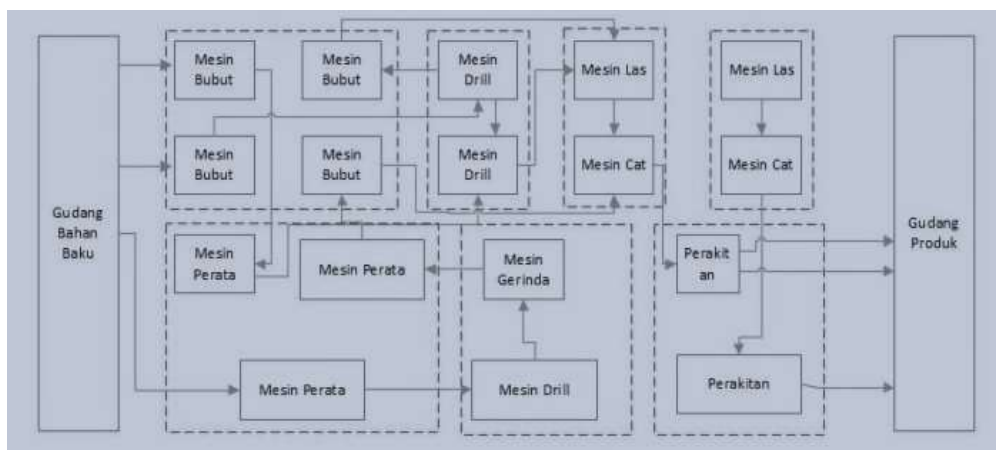 Gudang
Bahan
Baku
Mesin
Bubut
Mesin
Bubut
Mesin
Drill
Mesin Las
Mesin Las
Mesin
Bubut
Mesin
Bubut
Mesin
Drill
Mesin Cat
Mesin Cat
Mesin
Perata
Mesin Perata
Mesin
Gerinda
Perakit
an
Mesin Perata
Mesin Drill
Perakitan
Gudang
Produk